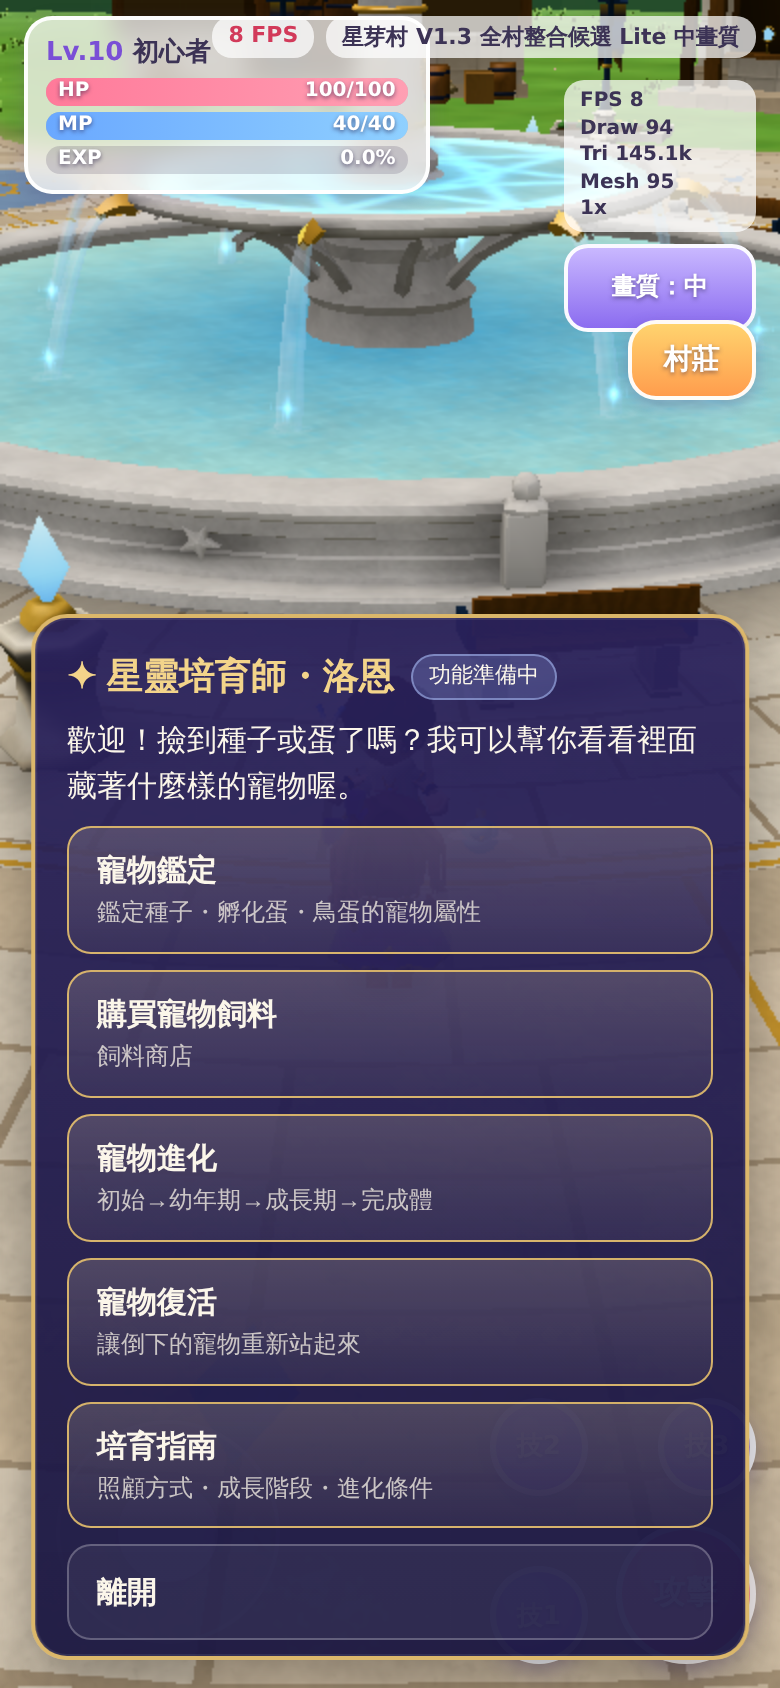 Lv.10 初心者
8 FPS
星芽村 V1.3 全村整合候選 Lite 中畫質
HP 100/100
MP 40/40
EXP 0.0%
FPS 8
Draw 94
Tri 145.1k
Mesh 95
1x
畫質：中
村莊
✦ 星靈培育師・洛恩 功能準備中
歡迎！撿到種子或蛋了嗎？我可以幫你看看裡面
藏著什麼樣的寵物喔。
寵物鑑定
鑑定種子・孵化蛋・鳥蛋的寵物屬性
購買寵物飼料
飼料商店
寵物進化
初始→幼年期→成長期→完成體
寵物復活
讓倒下的寵物重新站起來
培育指南
照顧方式・成長階段・進化條件
技2
技3
離開
技1
攻擊